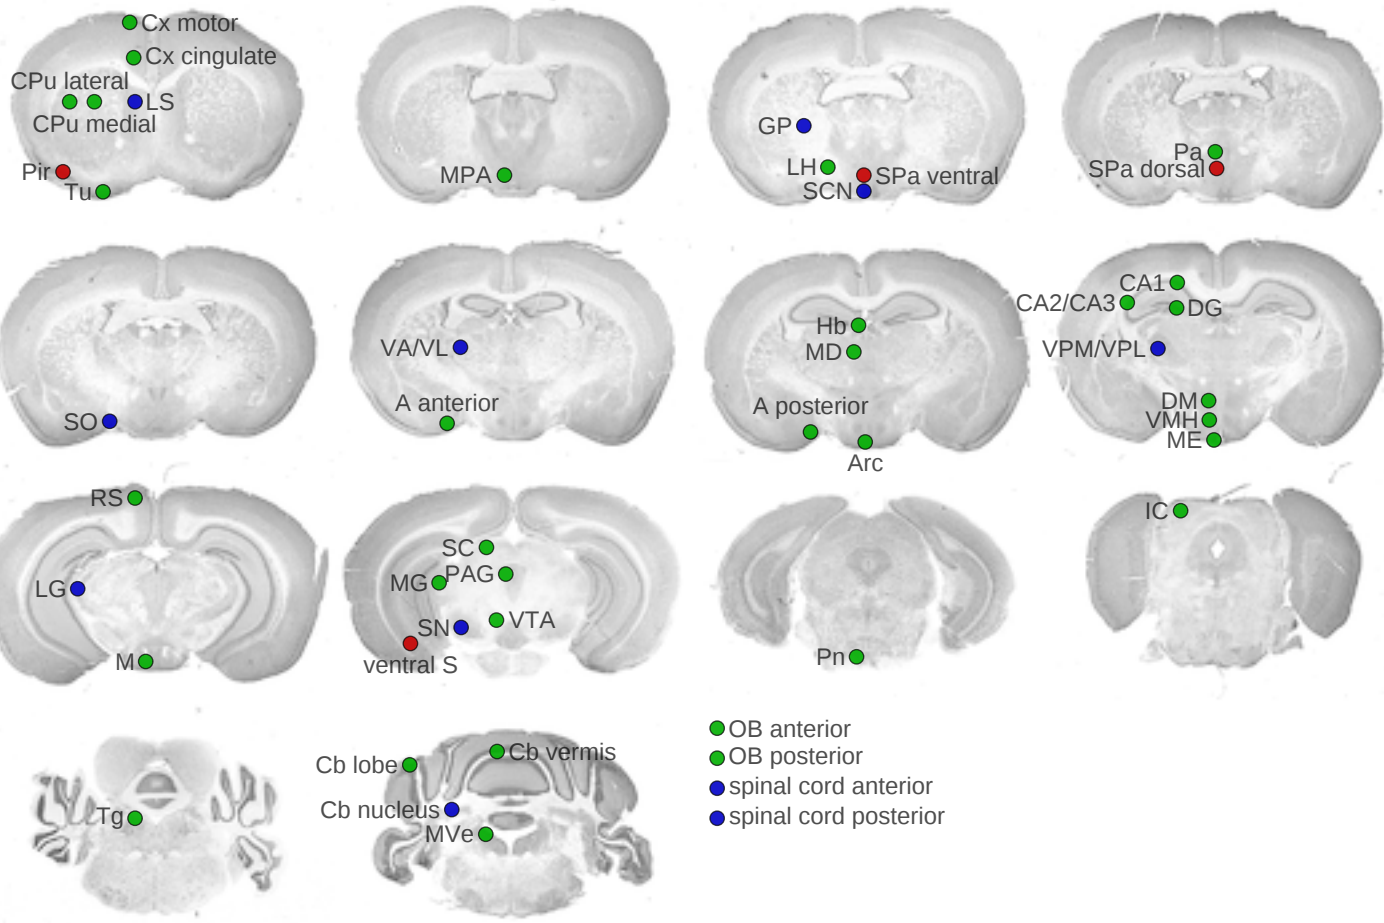 Cx motor
Cx cingulate
CPu lateral
LS
CPu medial
Pir
Tu
MPA
GP
LH
SPa ventral
SCN
Pa
SPa dorsal
SO
VA/VL
A anterior
Hb
MD
A posterior
Arc
CA1
CA2/CA3
DG
VPM/VPL
DM
VMH
ME
RS
LG
M
SC
MG
PAG
SN
VTA
ventral S
Pn
IC
Tg
Cb lobe
Cb vermis
Cb nucleus
MVe
OB anterior
OB posterior
spinal cord anterior
spinal cord posterior